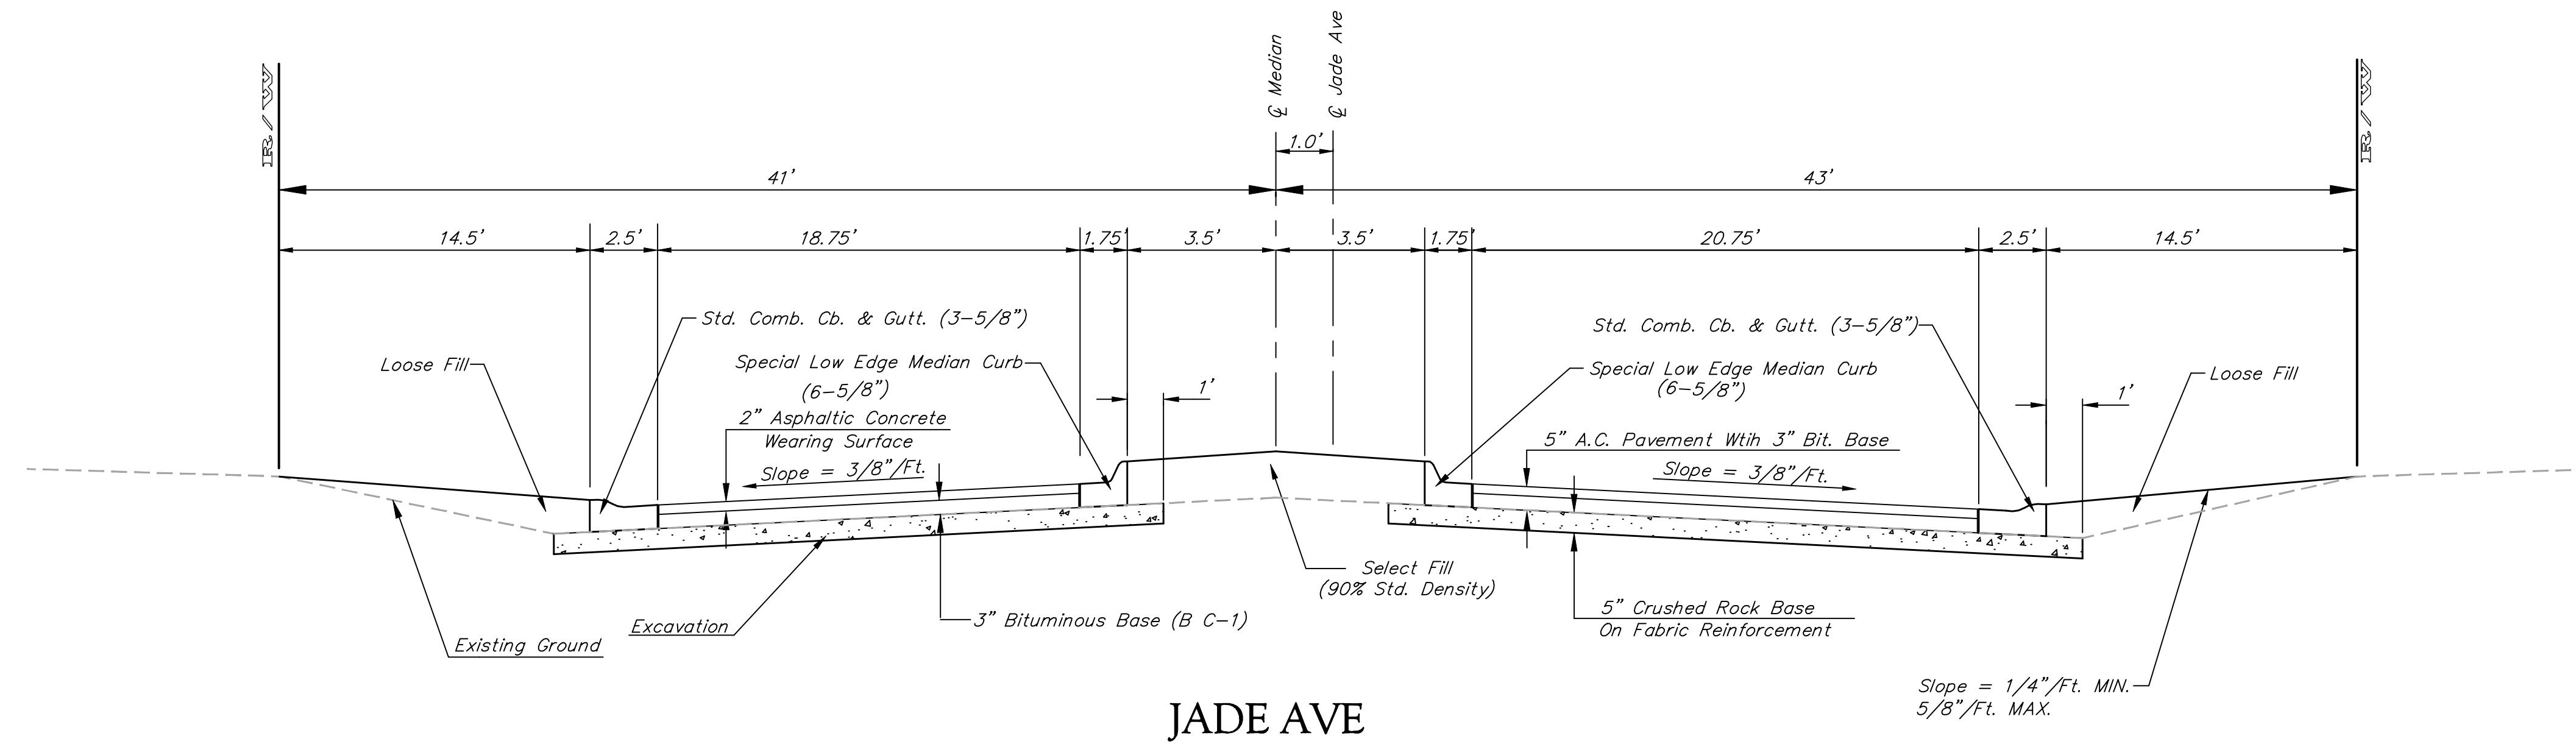 ℄ Median
℄ Jade Ave
R/W
R/W
1.0'
41'
43'
14.5'
2.5'
18.75'
1.75'
3.5'
3.5'
1.75'
20.75'
2.5'
14.5'
Std. Comb. Cb. & Gutt. (3-5/8")
Loose Fill
Special Low Edge Median Curb
(6-5/8")
2" Asphaltic Concrete
Wearing Surface
Slope = 3/8"/Ft.
1'
Std. Comb. Cb. & Gutt. (3-5/8")
Special Low Edge Median Curb
(6-5/8")
Loose Fill
1'
5" A.C. Pavement Wtih 3" Bit. Base
Slope = 3/8"/Ft.
Existing Ground
Excavation
3" Bituminous Base (B C-1)
Select Fill
(90% Std. Density)
5" Crushed Rock Base
On Fabric Reinforcement
Slope = 1/4"/Ft. MIN.
5/8"/Ft. MAX.
JADE AVE